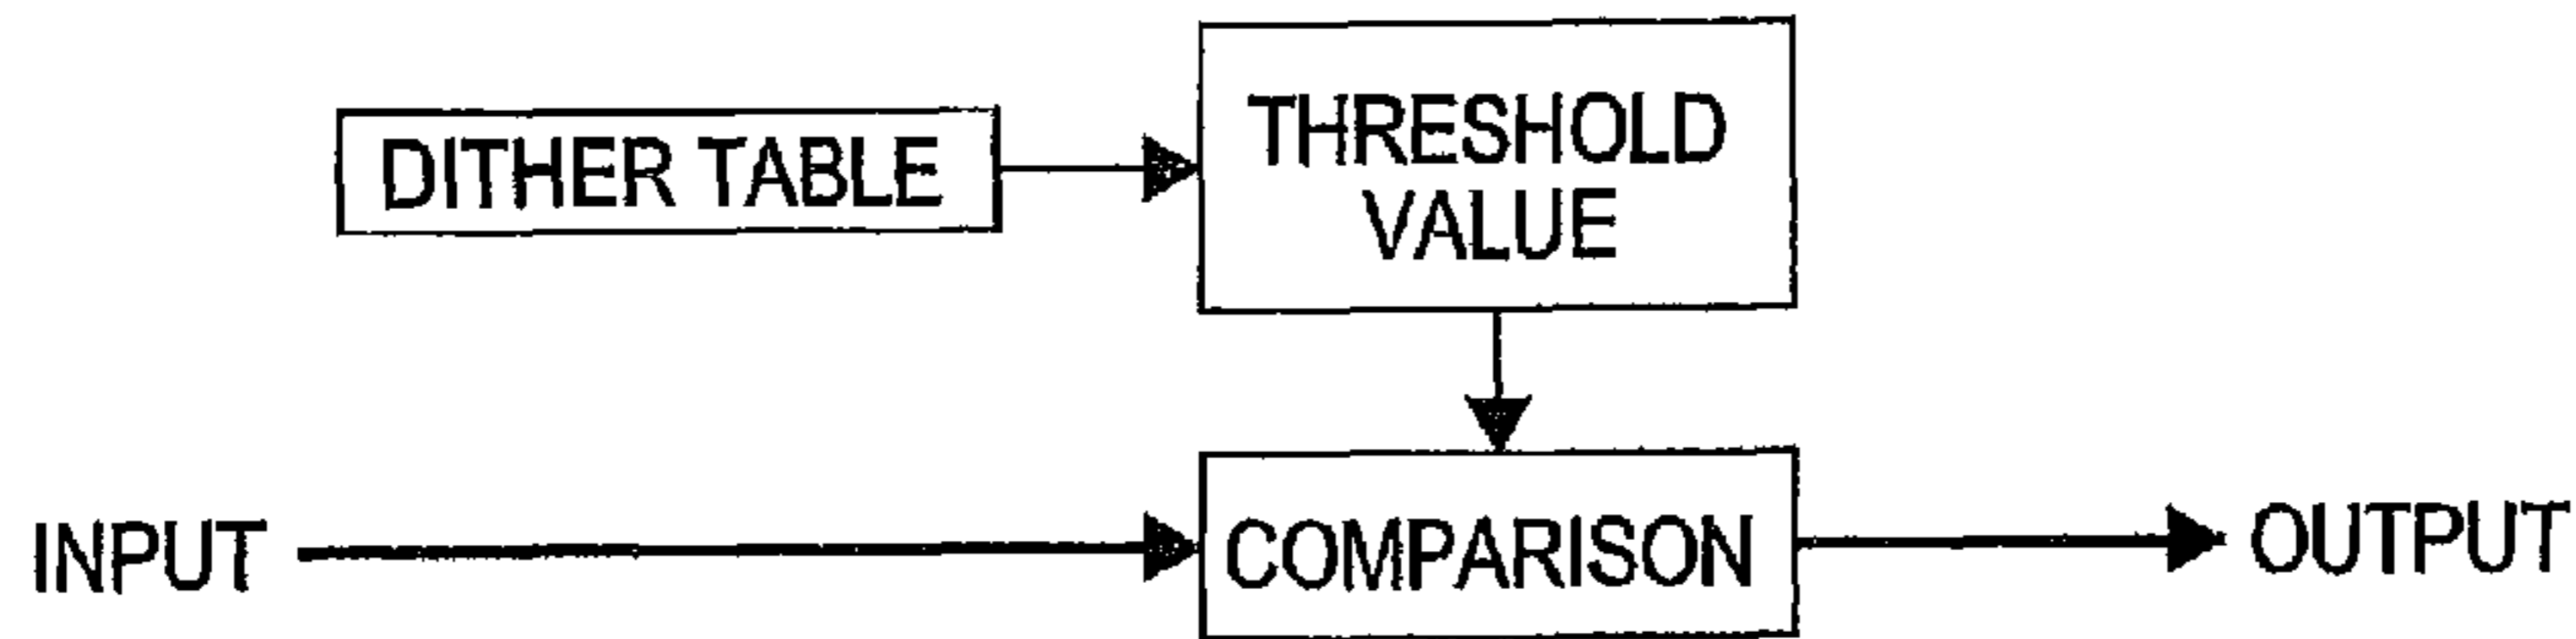 DITHER TABLE
THRESHOLD
VALUE
INPUT
COMPARISON
OUTPUT